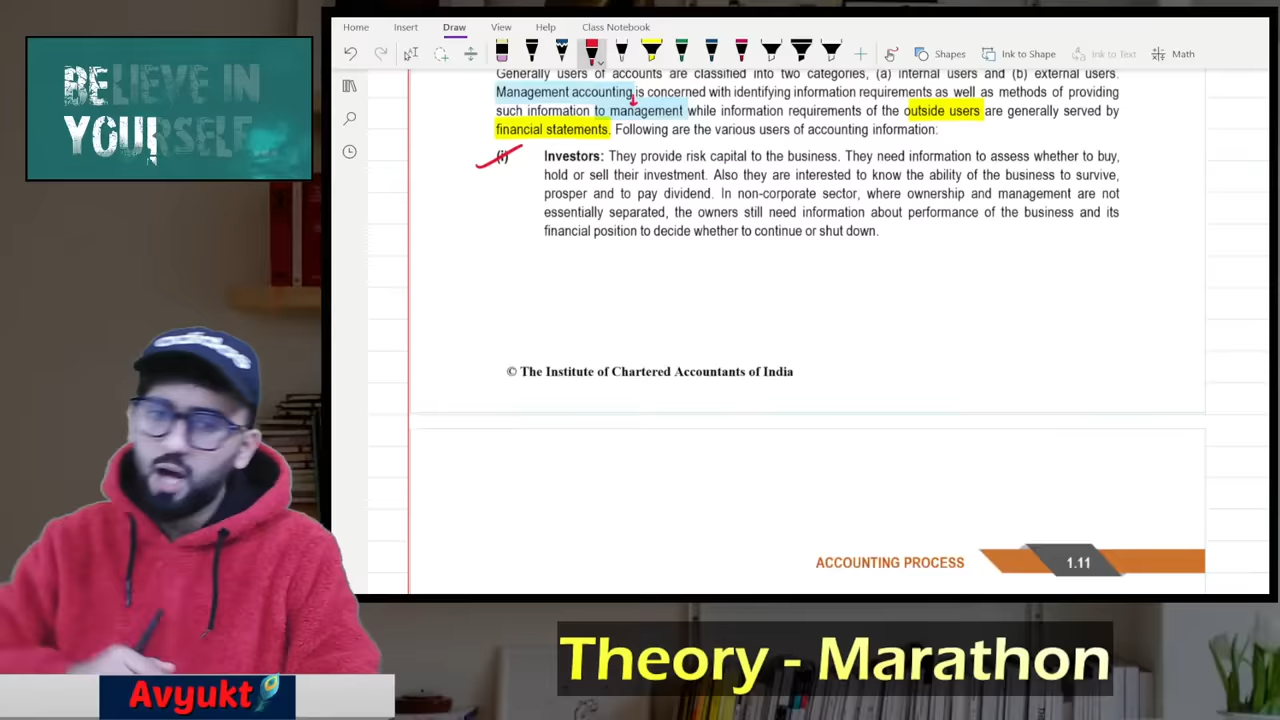 BELIEVE IN
YOURSELF
Home Insert Draw View Help Class Notebook
Shapes Ink to Shape Ink to Text Math
Generally users of accounts are classified into two categories, (a) internal users and (b) external users.
Management accounting is concerned with identifying information requirements as well as methods of providing
such information to management while information requirements of the outside users are generally served by
financial statements. Following are the various users of accounting information:
(i) Investors: They provide risk capital to the business. They need information to assess whether to buy,
hold or sell their investment. Also they are interested to know the ability of the business to survive,
prosper and to pay dividend. In non-corporate sector, where ownership and management are not
essentially separated, the owners still need information about performance of the business and its
financial position to decide whether to continue or shut down.
© The Institute of Chartered Accountants of India
ACCOUNTING PROCESS 1.11
Theory - Marathon
Avyukt